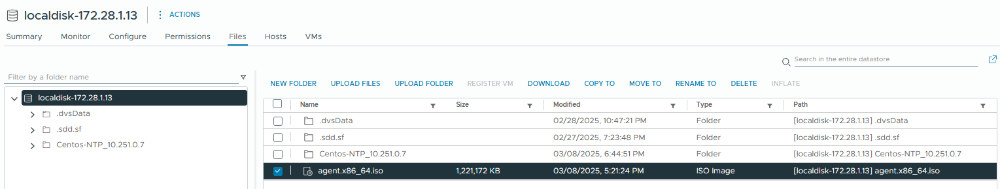 localdisk-172.28.1.13 ACTIONS
Summary Monitor Configure Permissions Files Hosts VMs
Search in the entire datastore
Filter by a folder name
localdisk-172.28.1.13
.dvsData
.sdd.sf
Centos-NTP_10.251.0.7
NEW FOLDER UPLOAD FILES UPLOAD FOLDER REGISTER VM DOWNLOAD COPY TO MOVE TO RENAME TO DELETE INFLATE
Name Size Modified Type Path
.dvsData 02/28/2025, 10:47:21 PM Folder [localdisk-172.28.1.13] .dvsData
.sdd.sf 02/27/2025, 7:23:48 PM Folder [localdisk-172.28.1.13] .sdd.sf
Centos-NTP_10.251.0.7 03/08/2025, 6:44:51 PM Folder [localdisk-172.28.1.13] Centos-NTP_10.251.0.7
agent.x86_64.iso 1,221,172 KB 03/08/2025, 5:21:24 PM ISO Image [localdisk-172.28.1.13] agent.x86_64.iso